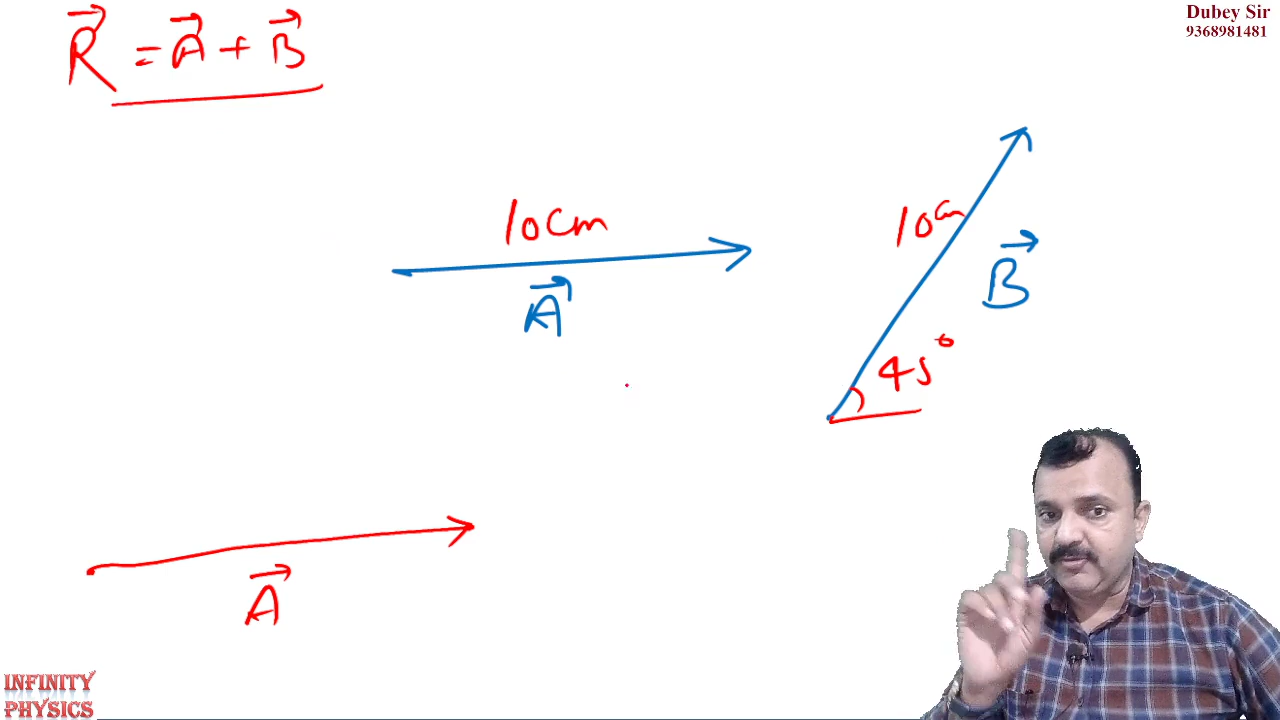 R⃗ = A⃗ + B⃗
Dubey Sir
9368981481
10cm
A⃗
10cm
B⃗
45°
A⃗
INFINITY
PHYSICS